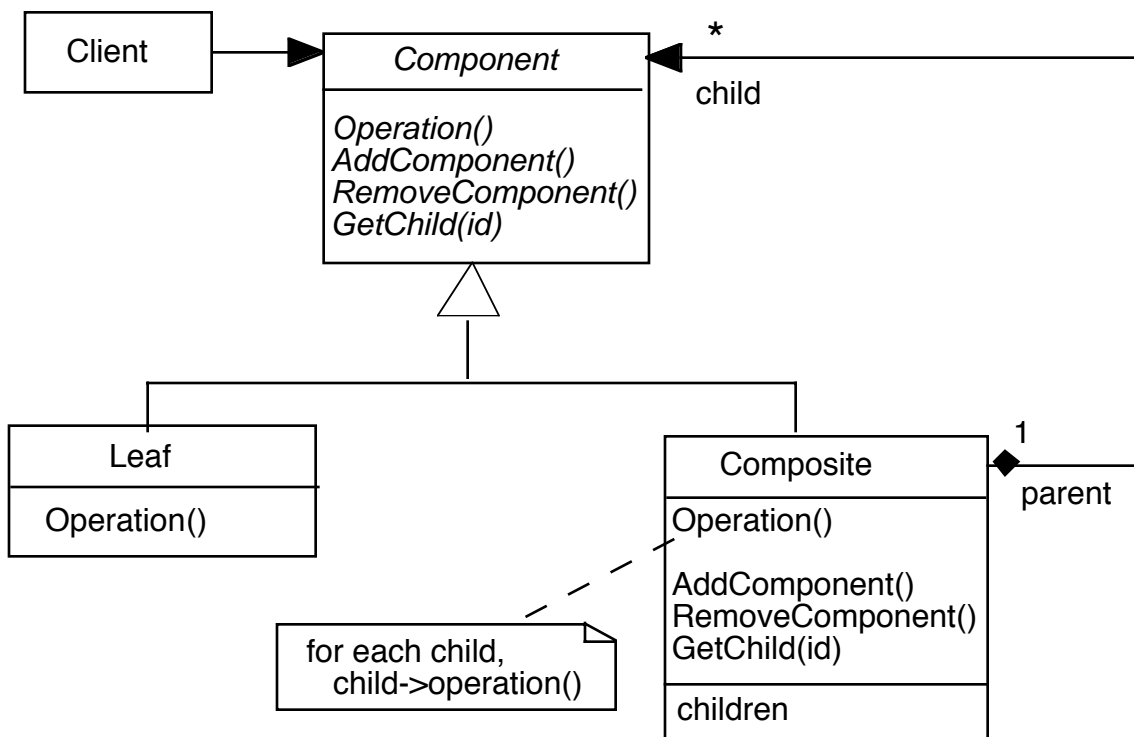 Client
Component
*
child
Operation()
AddComponent()
RemoveComponent()
GetChild(id)
Leaf
Operation()
Composite
1
parent
Operation()
AddComponent()
RemoveComponent()
GetChild(id)
children
for each child,
child->operation()